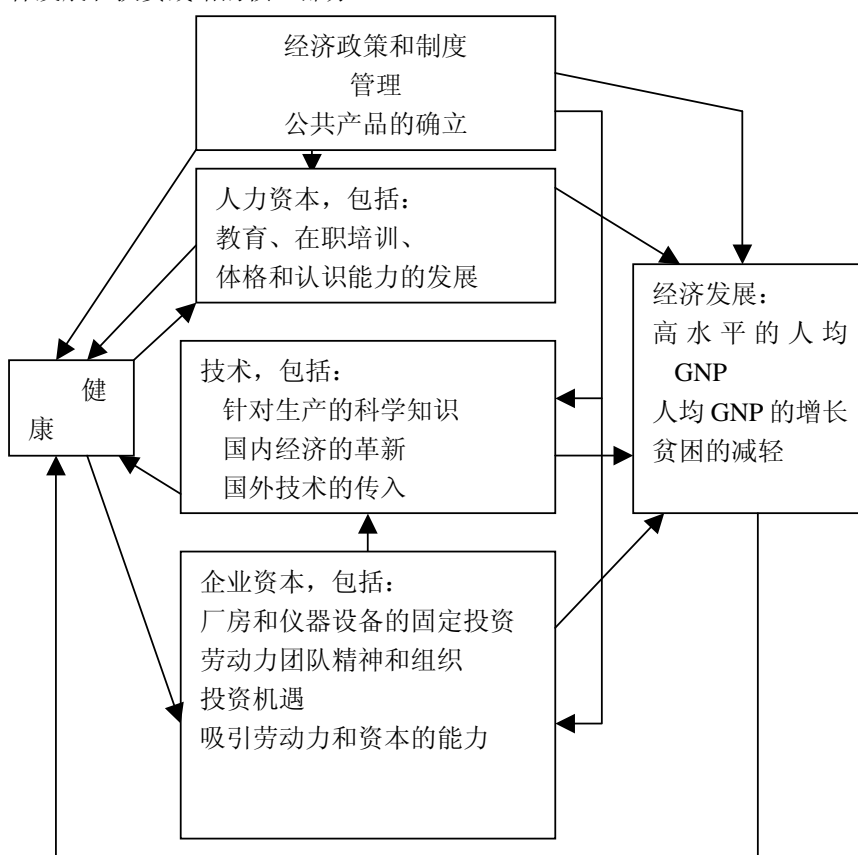 经济政策和制度
管理
公共产品的确立
人力资本，包括：
教育、在职培训、
体格和认识能力的发展
经济发展：
高水平的人均
GNP
人均 GNP 的增长
贫困的减轻
健
康
技术，包括：
针对生产的科学知识
国内经济的革新
国外技术的传入
企业资本，包括：
厂房和仪器设备的固定投资
劳动力团队精神和组织
投资机遇
吸引劳动力和资本的能力